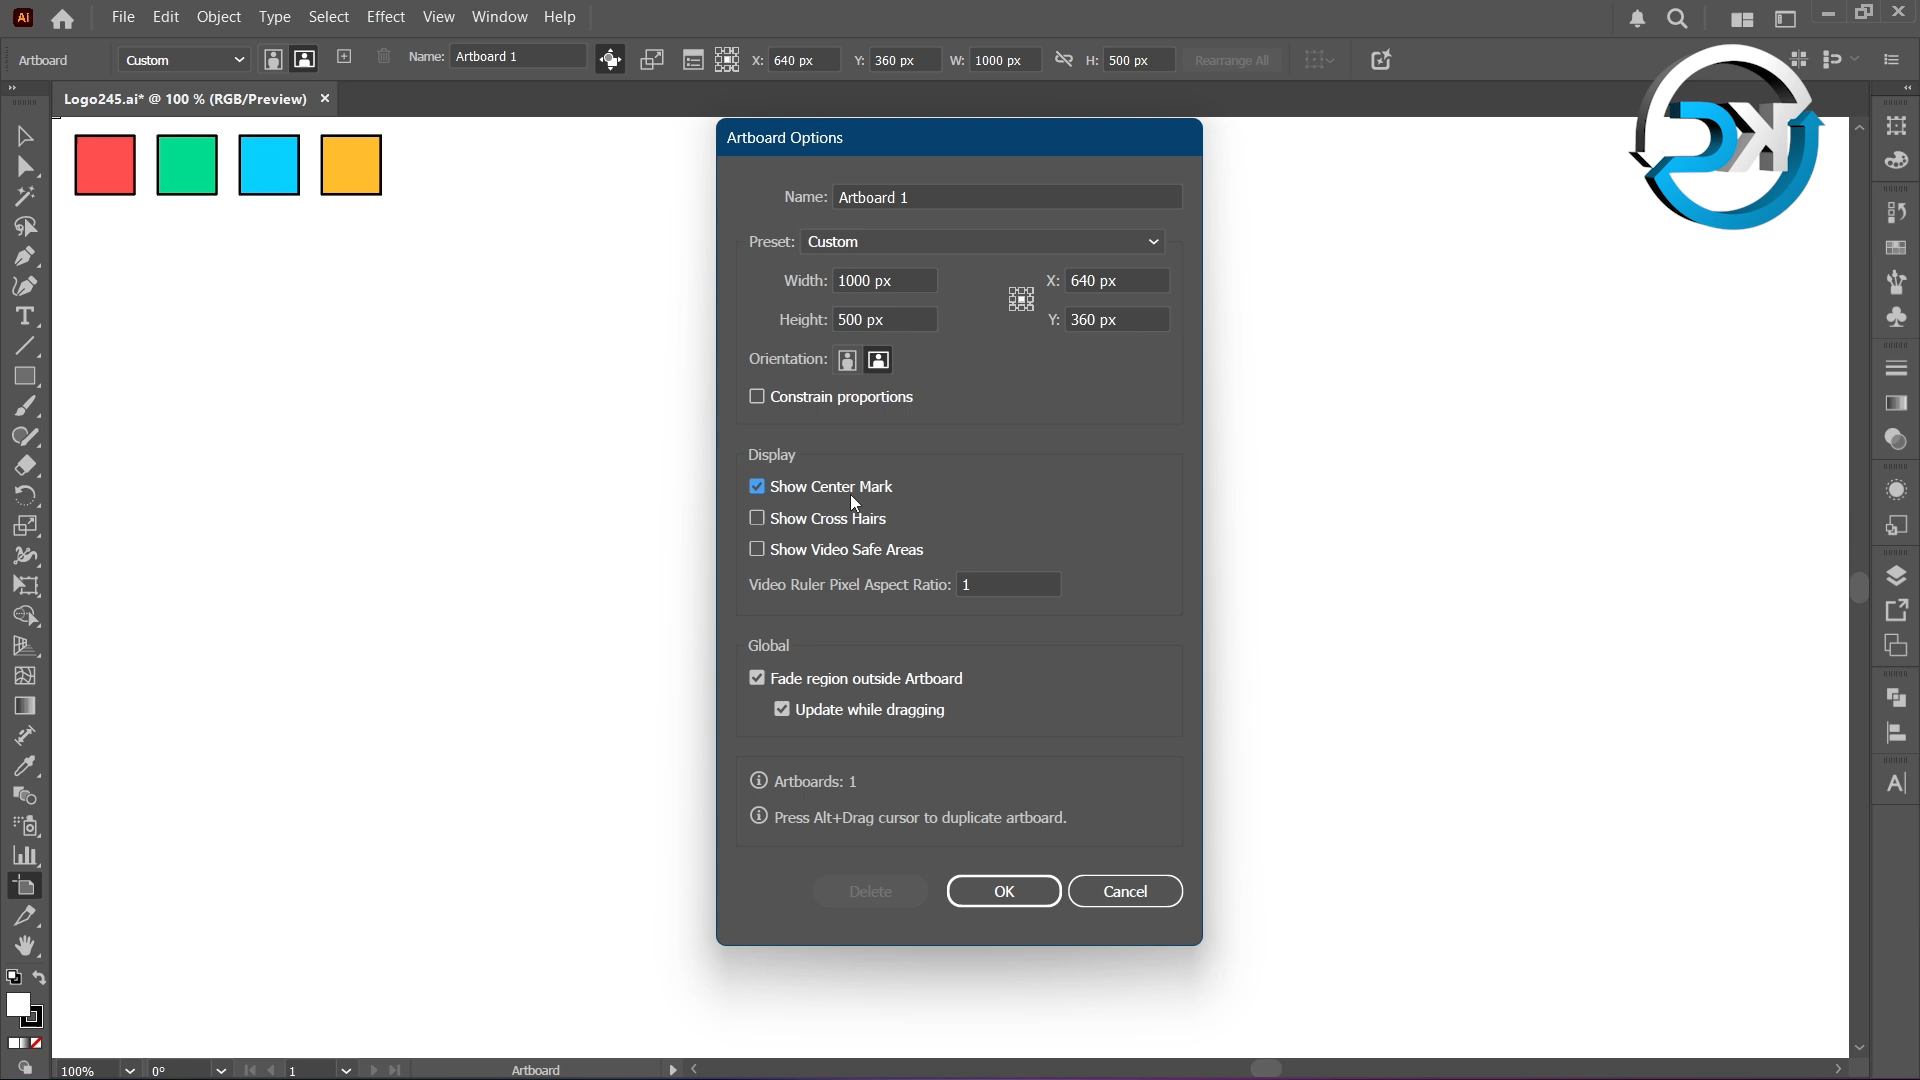 Ai File Edit Object Type Select Effect View Window Help
Artboard Custom Name: Artboard 1 X: 640 px Y: 360 px W: 1000 px H: 500 px Rearrange All
Logo245.ai* @ 100 % (RGB/Preview) ×
Artboard Options
Name: Artboard 1
Preset: Custom
Width: 1000 px X: 640 px
Height: 500 px Y: 360 px
Orientation:
Constrain proportions
Display
Show Center Mark
Show Cross Hairs
Show Video Safe Areas
Video Ruler Pixel Aspect Ratio: 1
Global
Fade region outside Artboard
Update while dragging
Artboards: 1
Press Alt+Drag cursor to duplicate artboard.
Delete OK Cancel
100% 0° 1 Artboard